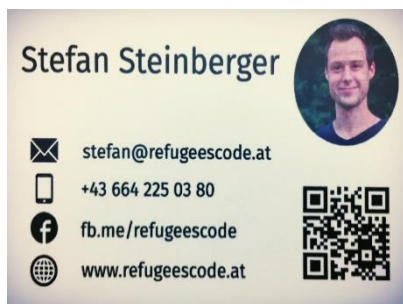 Stefan Steinberger
stefan@refugeescode.at
+43 664 225 03 80
fb.me/refugeescode
www.refugeescode.at